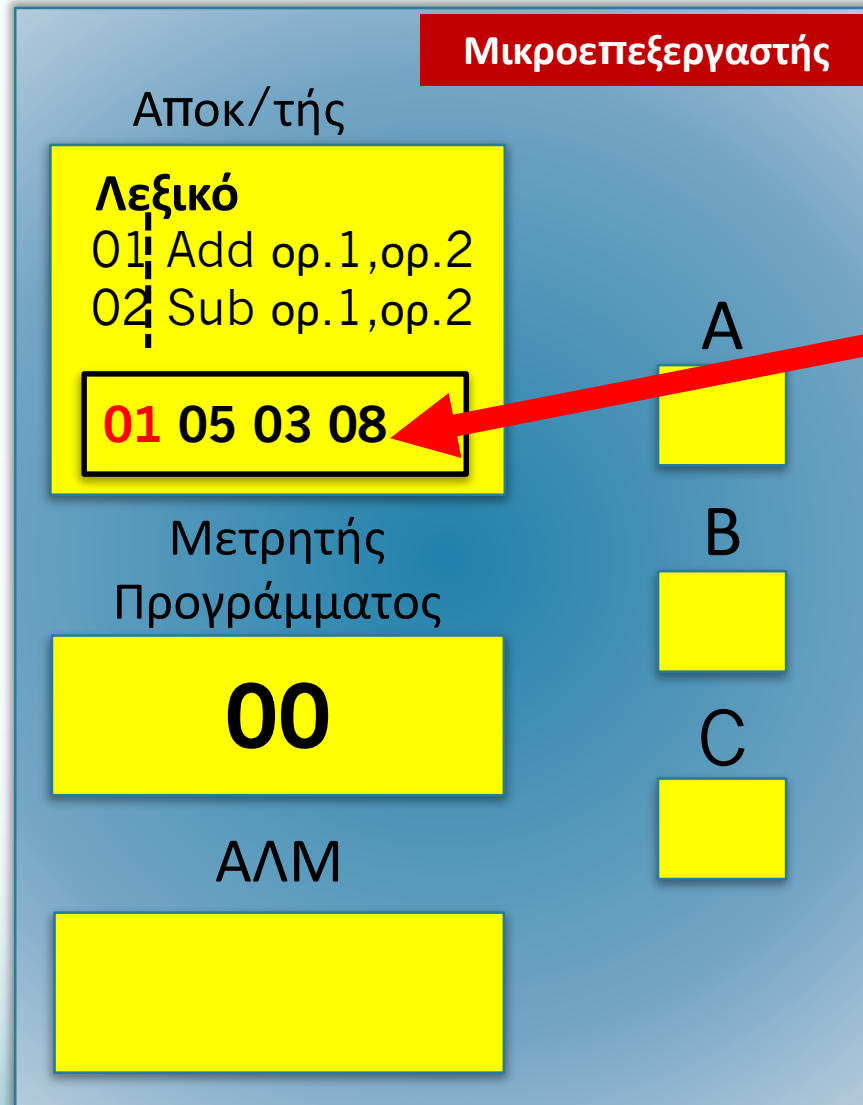 Μικροεπεξεργαστής
Αποκ/τής
Λεξικό
01 Add ορ.1,ορ.2
02 Sub ορ.1,ορ.2
01 05 03 08
A
Μετρητής
Προγράμματος
B
00
C
ΑΛΜ